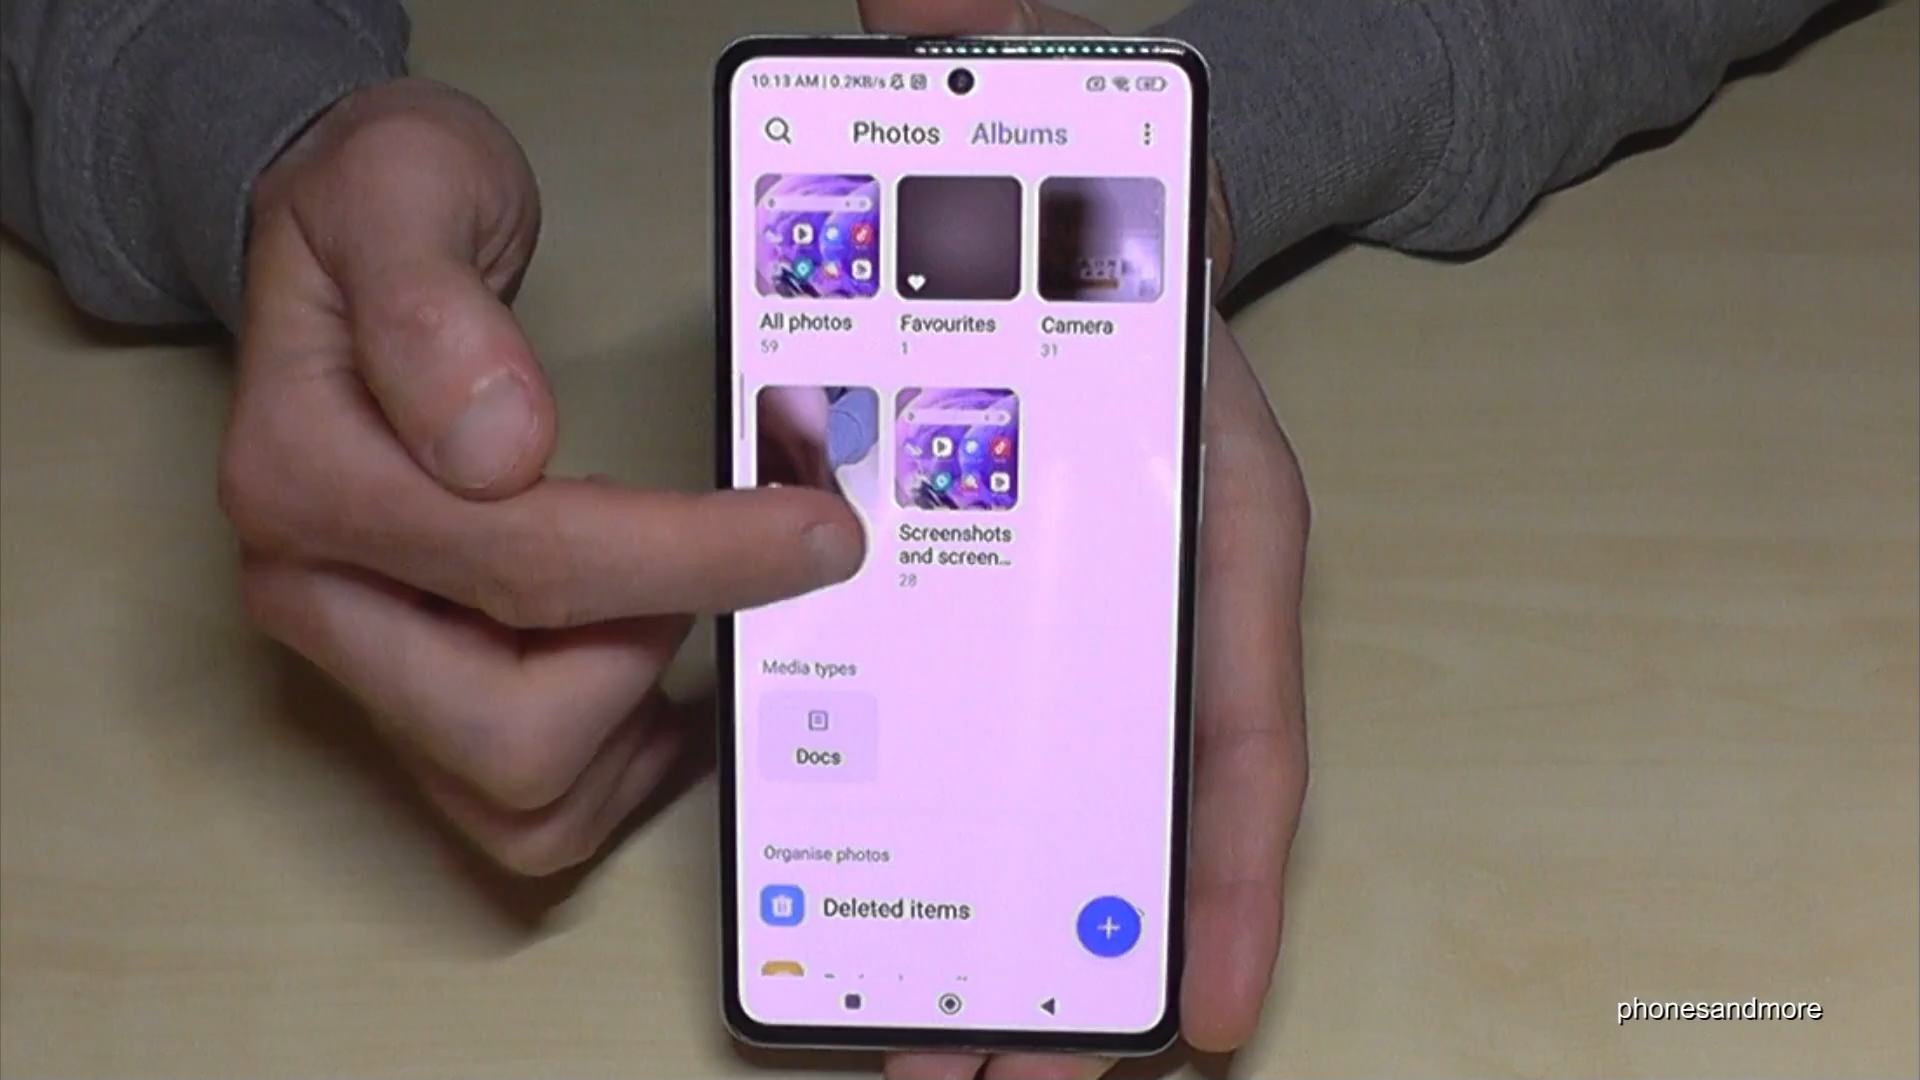 10:13 AM | 0.2KB/s
Photos Albums
All photos
59
Favourites
1
Camera
31
Screenshots
and screen...
28
Media types
Docs
Organise photos
Deleted items
phonesandmore